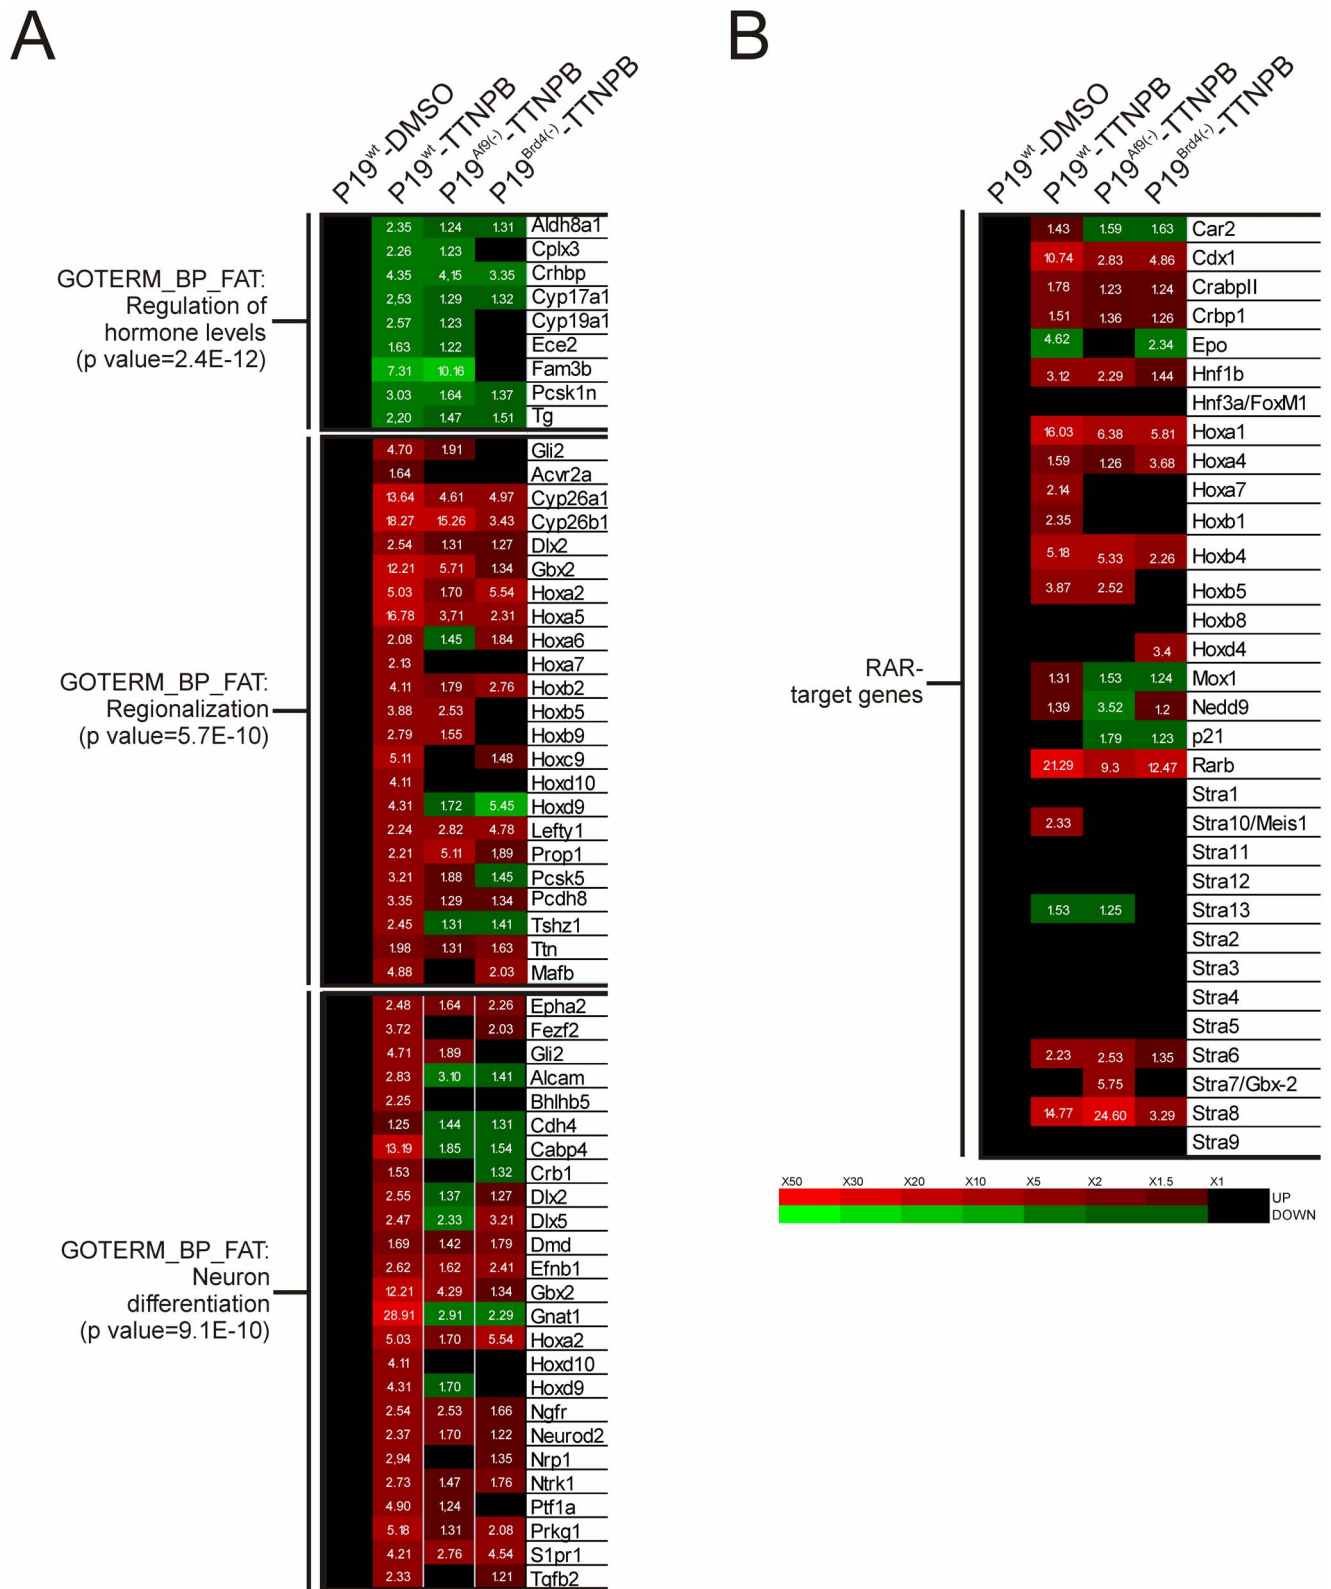 A
P19wt-DMSO
P19wt-TTNPB
P19Af9(-)-TTNPB
P19Brd4(-)-TTNPB
GOTERM_BP_FAT:
Regulation of
hormone levels
(p value=2.4E-12)
2.35 1.24 1.31 Aldh8a1
2.26 1.23 Cplx3
4.35 4,15 3.35 Crhbp
2,53 1.29 1.32 Cyp17a1
2.57 1.23 Cyp19a1
1.63 1.22 Ece2
7.31 10.16 Fam3b
3.03 1.64 1.37 Pcsk1n
2,20 1.47 1.51 Tg
GOTERM_BP_FAT:
Regionalization
(p value=5.7E-10)
4.70 1.91 Gli2
1.64 Acvr2a
13.64 4.61 4.97 Cyp26a1
18.27 15.26 3.43 Cyp26b1
2.54 1.31 1.27 Dlx2
12.21 5.71 1.34 Gbx2
5.03 1.70 5.54 Hoxa2
16.78 3,71 2.31 Hoxa5
2.08 1.45 1.84 Hoxa6
2.13 Hoxa7
4.11 1.79 2.76 Hoxb2
3.88 2.53 Hoxb5
2.79 1.55 Hoxb9
5.11 1.48 Hoxc9
4.11 Hoxd10
4.31 1.72 5.45 Hoxd9
2.24 2.82 4.78 Lefty1
2.21 5.11 1,89 Prop1
3.21 1.88 1.45 Pcsk5
3.35 1.29 1.34 Pcdh8
2.45 1.31 1.41 Tshz1
1.98 1.31 1.63 Ttn
4.88 2.03 Mafb
GOTERM_BP_FAT:
Neuron
differentiation
(p value=9.1E-10)
2.48 1.64 2.26 Epha2
3.72 2.03 Fezf2
4.71 1.89 Gli2
2.83 3.10 1.41 Alcam
2.25 Bhlhb5
1.25 1.44 1.31 Cdh4
13.19 1.85 1.54 Cabp4
1.53 1.32 Crb1
2.55 1.37 1.27 Dlx2
2.47 2.33 3.21 Dlx5
1.69 1.42 1.79 Dmd
2.62 1.62 2.41 Efnb1
12.21 4.29 1.34 Gbx2
28.91 2.91 2.29 Gnat1
5.03 1.70 5.54 Hoxa2
4.11 Hoxd10
4.31 1.70 Hoxd9
2.54 2.53 1.66 Ngfr
2.37 1.70 1.22 Neurod2
2,94 1.35 Nrp1
2.73 1.47 1.76 Ntrk1
4.90 1,24 Ptf1a
5.18 1.31 2.08 Prkg1
4.21 2.76 4.54 S1pr1
2.33 1.21 Tgfb2
B
P19wt-DMSO
P19wt-TTNPB
P19Af9(-)-TTNPB
P19Brd4(-)-TTNPB
RAR-
target genes
1.43 1.59 1.63 Car2
10.74 2.83 4.86 Cdx1
1.78 1.23 1.24 CrabpII
1.51 1.36 1.26 Crbp1
4.62 2.34 Epo
3.12 2.29 1.44 Hnf1b
Hnf3a/FoxM1
16.03 6.38 5.81 Hoxa1
1.59 1.26 3.68 Hoxa4
2.14 Hoxa7
2.35 Hoxb1
5.18 5.33 2.26 Hoxb4
3.87 2.52 Hoxb5
Hoxb8
3.4 Hoxd4
1.31 1.53 1.24 Mox1
1,39 3.52 1.2 Nedd9
1.79 1.23 p21
21.29 9.3 12.47 Rarb
Stra1
2.33 Stra10/Meis1
Stra11
Stra12
1.53 1.25 Stra13
Stra2
Stra3
Stra4
Stra5
2.23 2.53 1.35 Stra6
5.75 Stra7/Gbx-2
14.77 24.60 3.29 Stra8
Stra9
X50 X30 X20 X10 X5 X2 X1.5 X1
UP
DOWN